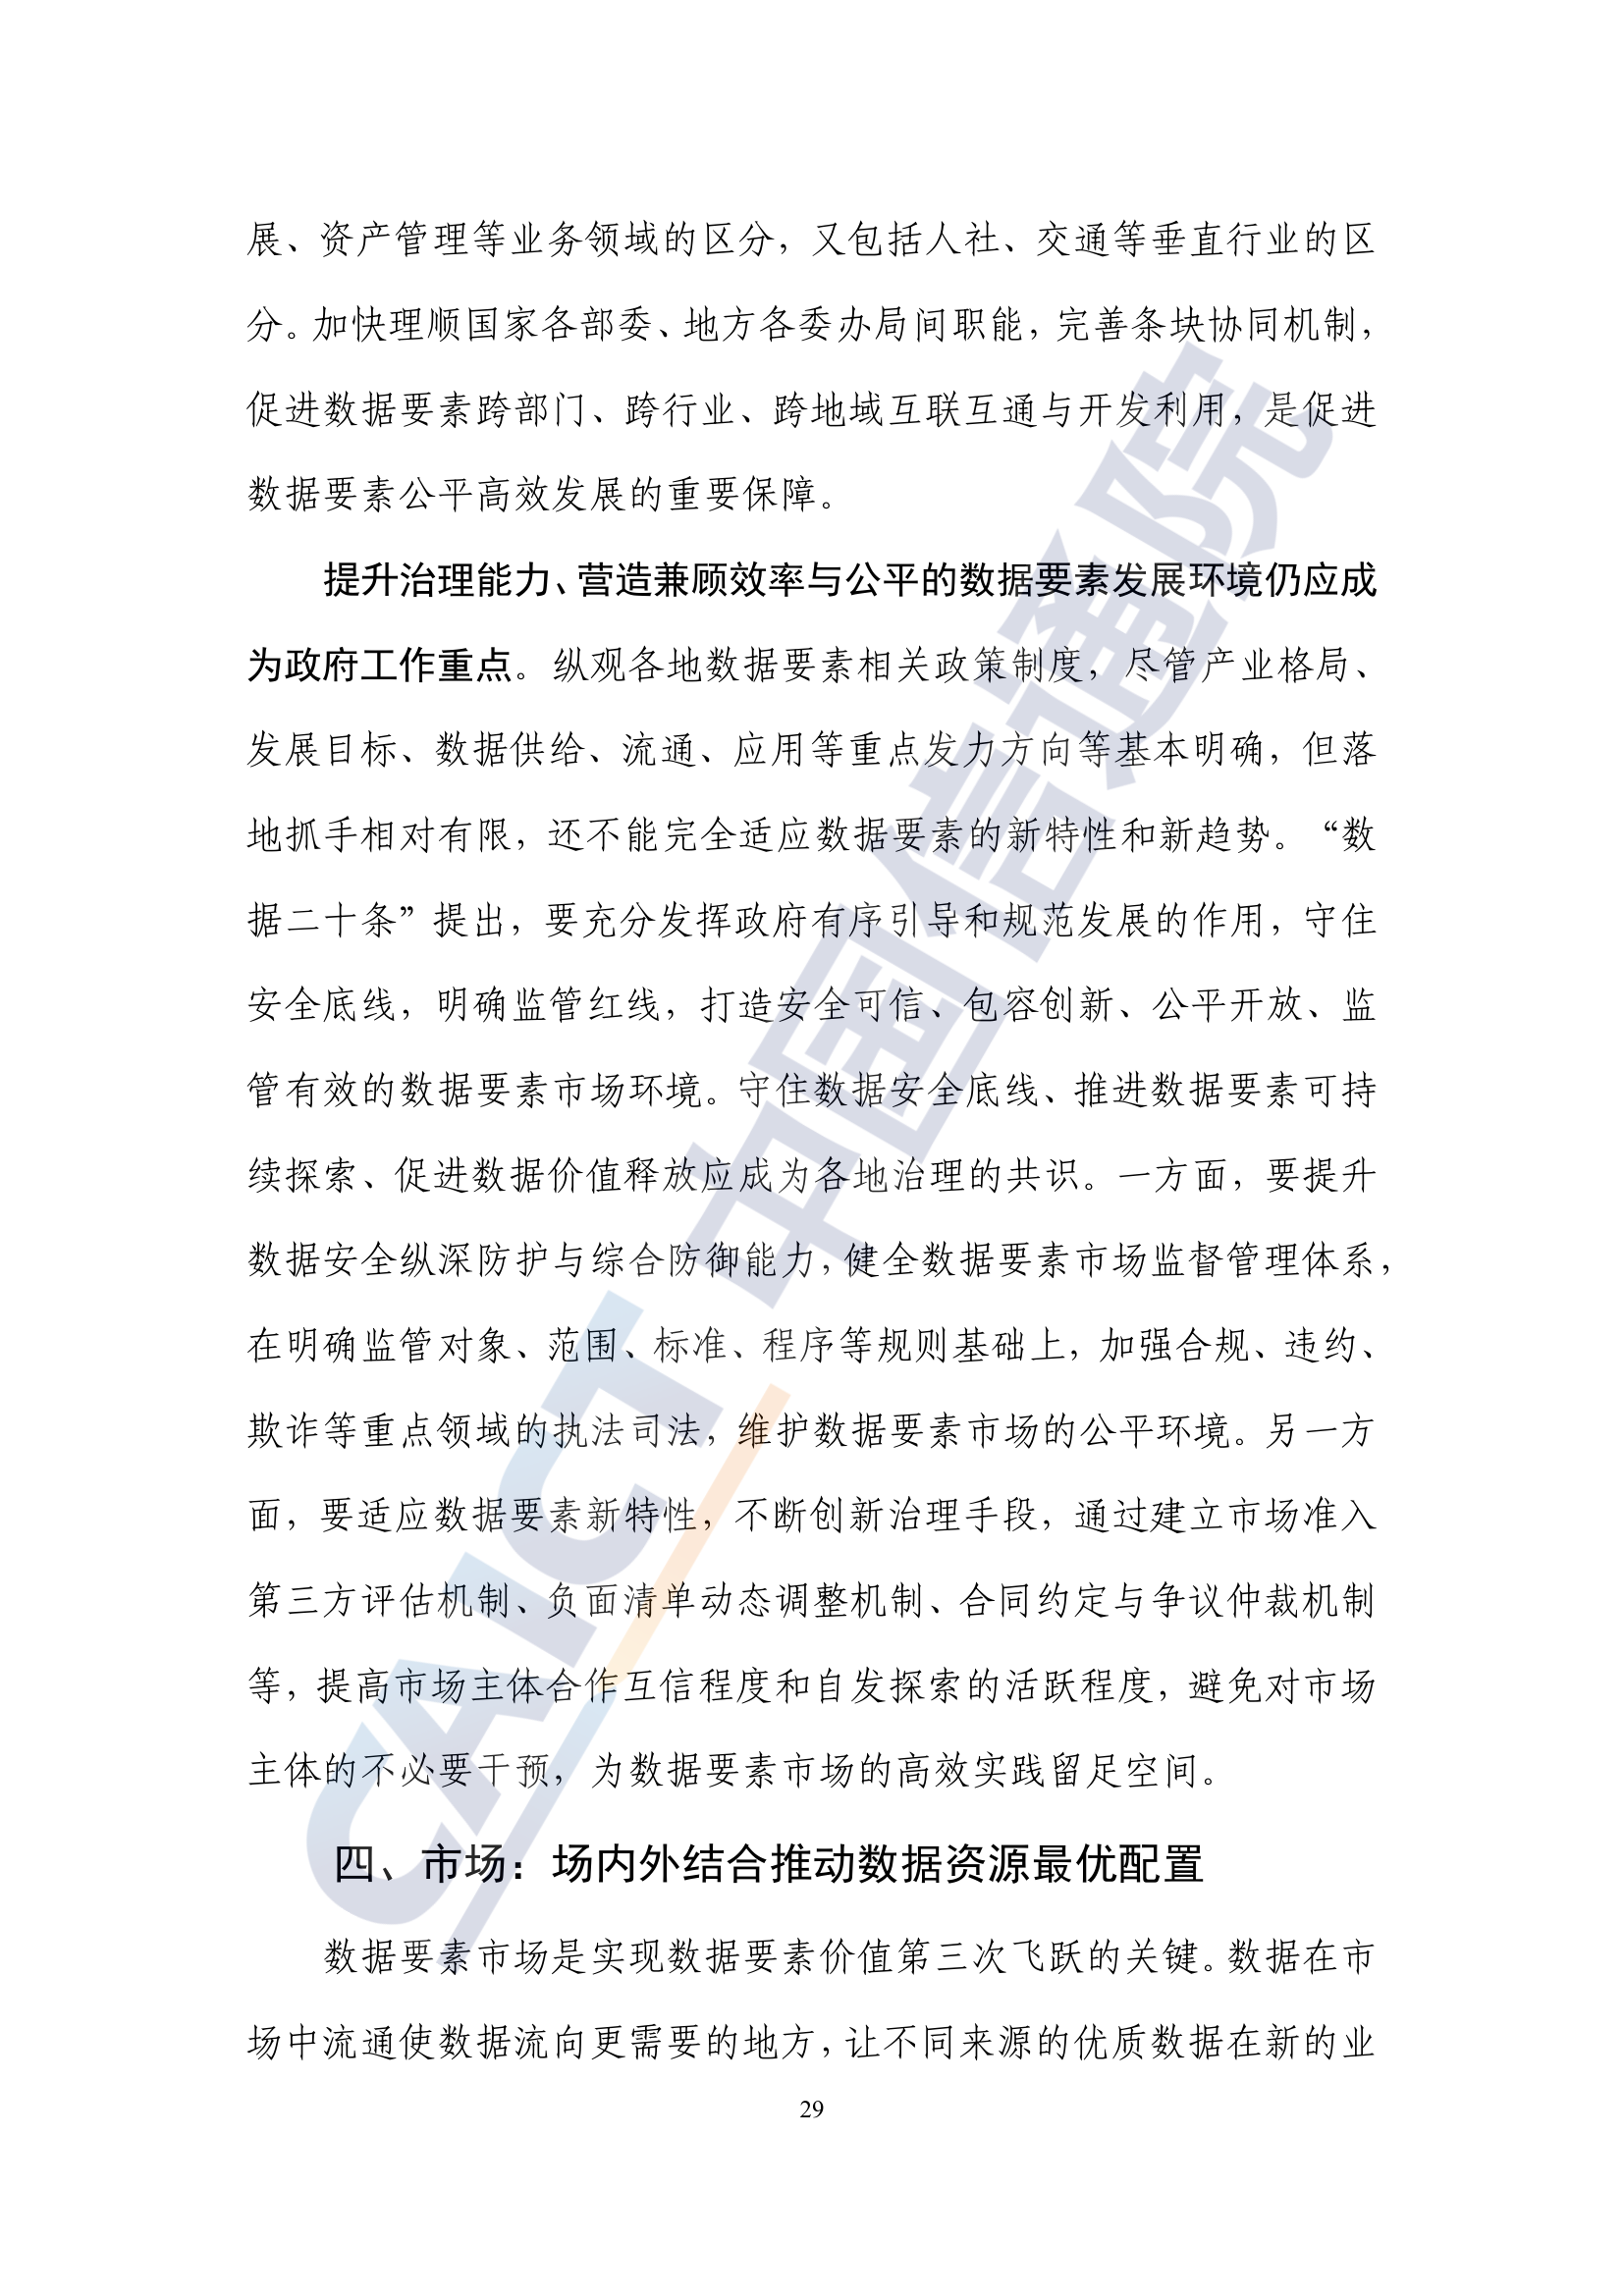 展、资产管理等业务领域的区分，又包括人社、交通等垂直行业的区
分。加快理顺国家各部委、地方各委办局间职能，完善条块协同机制，
促进数据要素跨部门、跨行业、跨地域互联互通与开发利用，是促进
数据要素公平高效发展的重要保障。
提升治理能力、营造兼顾效率与公平的数据要素发展环境仍应成
为政府工作重点。纵观各地数据要素相关政策制度，尽管产业格局、
发展目标、数据供给、流通、应用等重点发力方向等基本明确，但落
地抓手相对有限，还不能完全适应数据要素的新特性和新趋势。“数
据二十条”提出，要充分发挥政府有序引导和规范发展的作用，守住
安全底线，明确监管红线，打造安全可信、包容创新、公平开放、监
管有效的数据要素市场环境。守住数据安全底线、推进数据要素可持
续探索、促进数据价值释放应成为各地治理的共识。一方面，要提升
数据安全纵深防护与综合防御能力，健全数据要素市场监督管理体系，
在明确监管对象、范围、标准、程序等规则基础上，加强合规、违约、
欺诈等重点领域的执法司法，维护数据要素市场的公平环境。另一方
面，要适应数据要素新特性，不断创新治理手段，通过建立市场准入
第三方评估机制、负面清单动态调整机制、合同约定与争议仲裁机制
等，提高市场主体合作互信程度和自发探索的活跃程度，避免对市场
主体的不必要干预，为数据要素市场的高效实践留足空间。
四、市场：场内外结合推动数据资源最优配置
数据要素市场是实现数据要素价值第三次飞跃的关键。数据在市
场中流通使数据流向更需要的地方，让不同来源的优质数据在新的业
29
CAICT 中国信通院